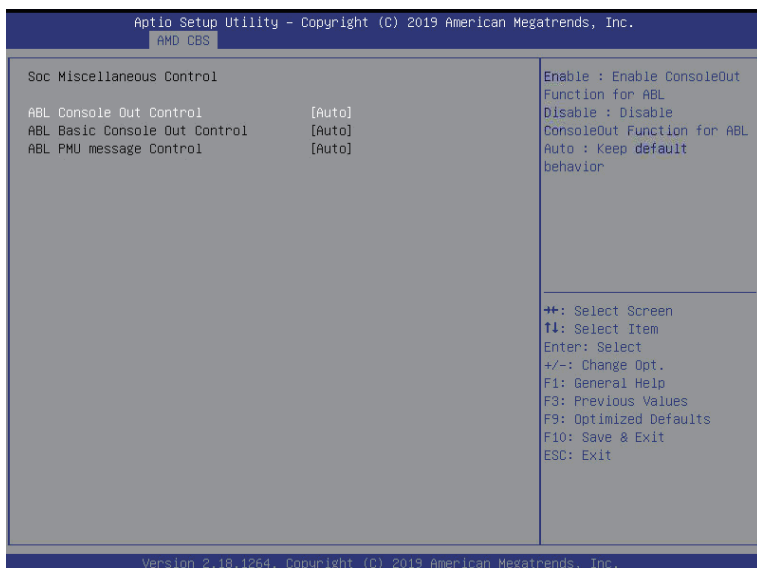 Aptio Setup Utility – Copyright (C) 2019 American Megatrends, Inc.
AMD CBS
Soc Miscellaneous Control
ABL Console Out Control [Auto]
ABL Basic Console Out Control [Auto]
ABL PMU message Control [Auto]
Enable : Enable ConsoleOut
Function for ABL
Disable : Disable
ConsoleOut Function for ABL
Auto : Keep default
behavior
→←: Select Screen
↑↓: Select Item
Enter: Select
+/-: Change Opt.
F1: General Help
F3: Previous Values
F9: Optimized Defaults
F10: Save & Exit
ESC: Exit
Version 2.18.1264. Copyright (C) 2019 American Megatrends, Inc.